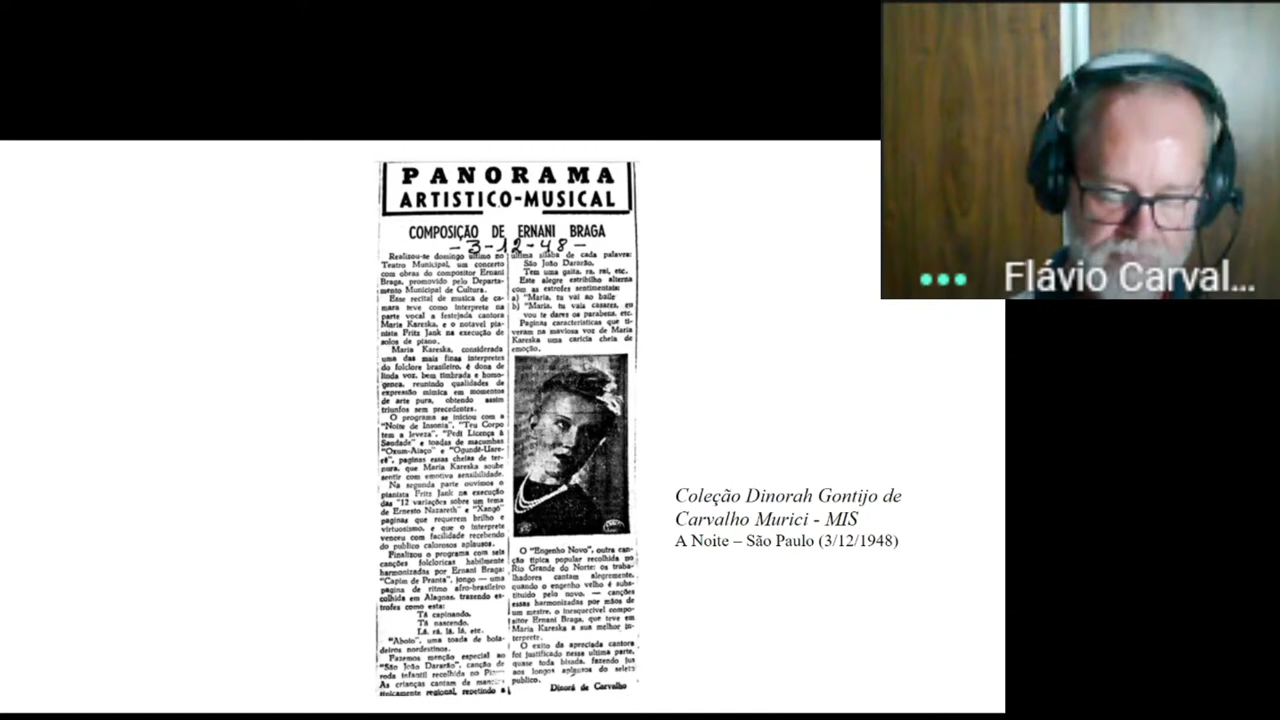 PANORAMA
ARTISTICO-MUSICAL
COMPOSIÇÃO DE ERNANI BRAGA
-3-12-48-
Realizou-se domingo último no
Teatro Municipal, um concerto
com obras do compositor Ernani
Braga, promovido pelo Departa-
mento Municipal de Cultura.
Esse recital de musica de ca-
mara teve como interprete na
parte vocal a festejada cantora
Maria Kareska, e o notavel pia-
nista Fritz Jank na execução de
solos de piano.
Maria Kareska, considerada
uma das mais finas interpretes
do folclore brasileiro, é dona de
linda voz, bem timbrada e homo-
genea, reunindo qualidades de
expressão mimica em momentos
de arte pura, obtendo assim
triunfos sem precedentes.
O programa se iniciou com a
"Noite de Insonia", "Teu Corpo
tem a leveza", "Pedi Licença à
Saudade" e toadas de macumbas
"Oxum-Aiaço" e "Ogundé-Uare-
rê", paginas essas cheias de ter-
nura, que Maria Kareska soube
sentir com emotiva sensibilidade.
Na segunda parte ouvimos o
pianista Fritz Jank na execução
das "12 variações sobre um tema
de Ernesto Nazareth" e "Xangô"
paginas que requerem brilho e
virtuosismo, e que o interprete
venceu com facilidade recebendo
do publico calorosos aplausos.
Finalizou o programa com seis
canções folcloricas habilmente
harmonizadas por Ernani Braga:
"Capim de Pranta", jongo — uma
pagina de ritmo afro-brasileiro
colhida em Alagoas, trazendo es-
trofes como esta:
Tá capinando,
Tá nascendo,
Lá, rá, lá, lá, etc.
"Aboio", uma toada de boia-
deiros nordestinos.
Fazemos menção especial ao
"São João Dararão", canção de
roda infantil recolhida no
As crianças cantam de
tipicamente regional, repetindo a
ultima silaba de cada palavra:
São João Dararão,
Tem uma gaita, ra, rai, etc.
Este alegre estribilho alterna
com as estrofes sentimentais:
a) "Maria, tu vai ao baile
b) "Maria, tu vais casares, eu
vou te dares os parabens, etc.
Paginas caracteristicas que ti-
veram na maviosa voz de Maria
Kareska uma caricia cheia de
emoção.
O "Engenho Novo", outra can-
ção tipica popular recolhida no
Rio Grande do Norte: os traba-
lhadores cantam alegremente,
quando o engenho velho é subs-
tituido pelo novo, — canções
essas harmonizadas por mãos de
um mestre, o inesquecivel compo-
sitor Ernani Braga, que teve em
Maria Kareska a sua melhor in-
terprete.
O exito da apreciada cantora
foi justificado nessa ultima parte,
quase toda bisada, fazendo jus
aos longos aplausos do seleto
publico.
Dinorá de Carvalho
Coleção Dinorah Gontijo de
Carvalho Murici - MIS
A Noite – São Paulo (3/12/1948)
Flávio Carval...